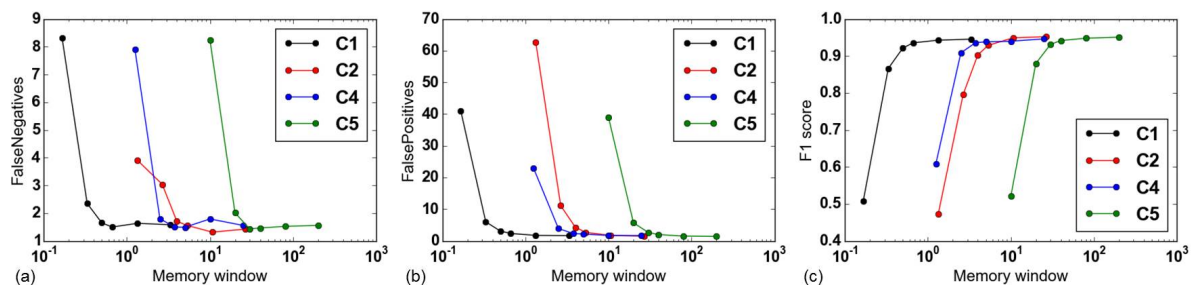 9
8
7
6
5
4
3
2
1
FalseNegatives
C1
C2
C4
C5
10⁻¹ 10⁰ 10¹ 10² 10³
(a) Memory window
70
60
50
40
30
20
10
0
FalsePositives
C1
C2
C4
C5
10⁻¹ 10⁰ 10¹ 10² 10³
(b) Memory window
1.0
0.9
0.8
0.7
0.6
0.5
0.4
F1 score
C1
C2
C4
C5
10⁻¹ 10⁰ 10¹ 10² 10³
(c) Memory window